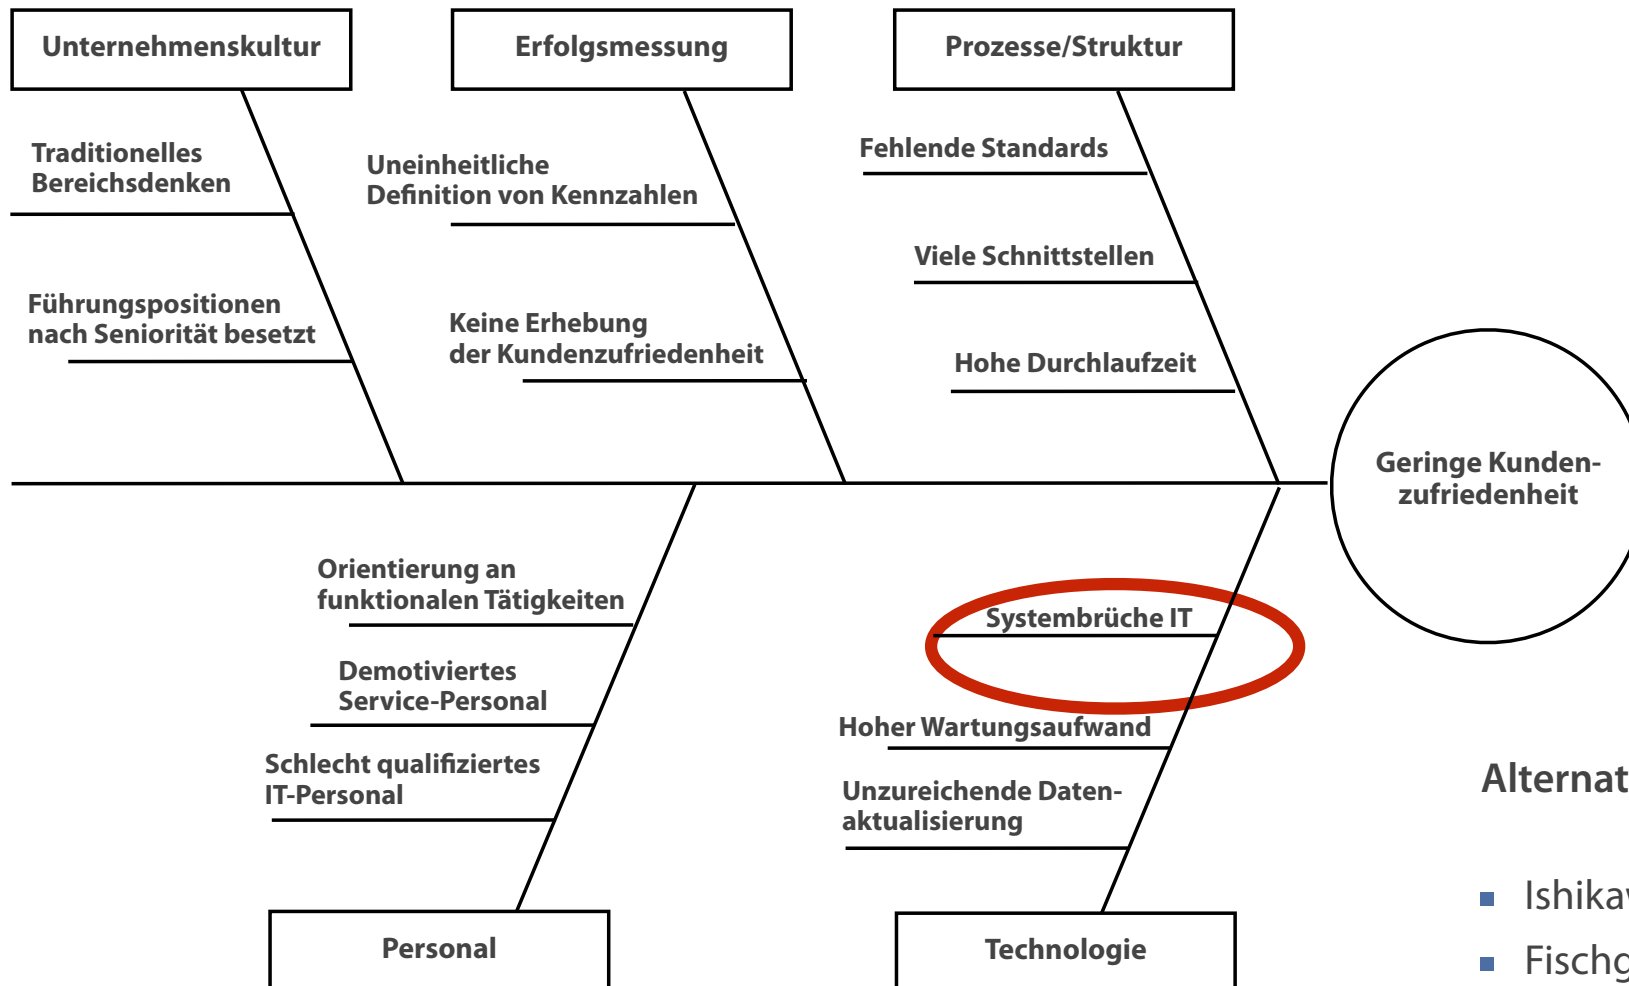 Unternehmenskultur
Erfolgsmessung
Prozesse/Struktur
Traditionelles
Bereichsdenken
Führungspositionen
nach Seniorität besetzt
Uneinheitliche
Definition von Kennzahlen
Keine Erhebung
der Kundenzufriedenheit
Fehlende Standards
Viele Schnittstellen
Hohe Durchlaufzeit
Geringe Kunden-
zufriedenheit
Orientierung an
funktionalen Tätigkeiten
Demotiviertes
Service-Personal
Schlecht qualifiziertes
IT-Personal
Personal
Systembrüche IT
Hoher Wartungsaufwand
Unzureichende Daten-
aktualisierung
Technologie